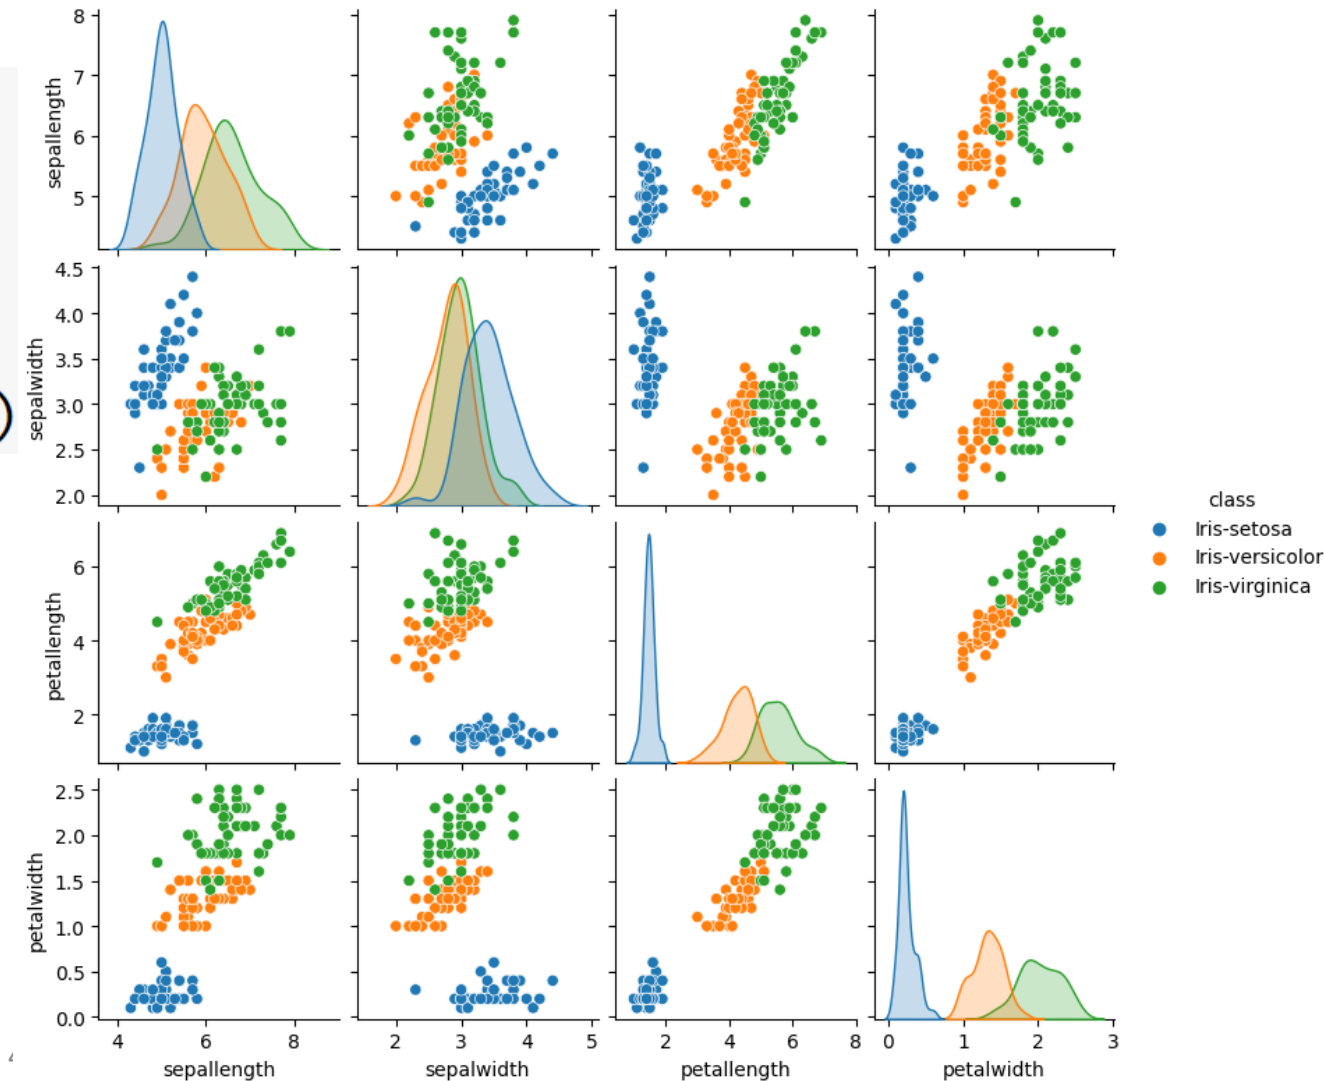 8
7
6
5
sepallength
4.5
4.0
3.5
3.0
2.5
2.0
sepalwidth
class
Iris-setosa
Iris-versicolor
Iris-virginica
6
4
2
petallength
2.5
2.0
1.5
1.0
0.5
0.0
petalwidth
4 6 8 2 3 4 5 2 4 6 8 0 1 2 3
sepallength sepalwidth petallength petalwidth